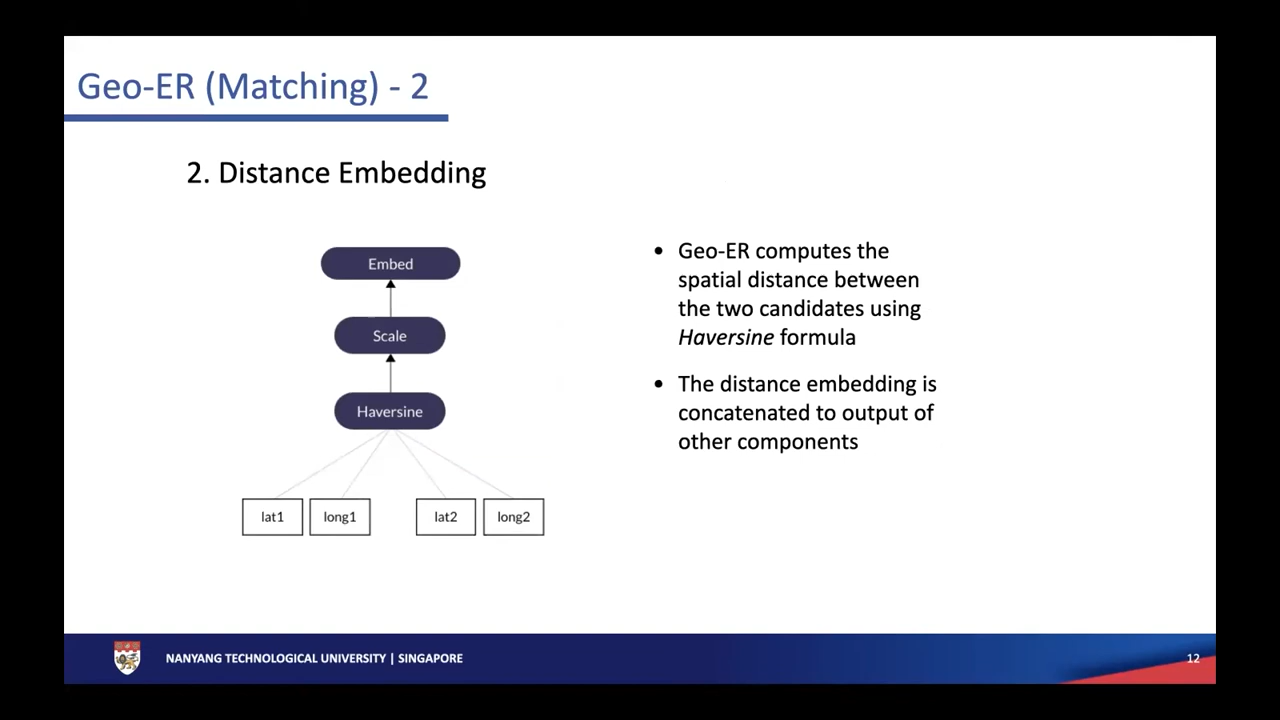 Geo-ER (Matching) - 2
2. Distance Embedding
Embed
Scale
Haversine
lat1 long1 lat2 long2
• Geo-ER computes the
spatial distance between
the two candidates using
Haversine formula
• The distance embedding is
concatenated to output of
other components
NANYANG TECHNOLOGICAL UNIVERSITY | SINGAPORE
12